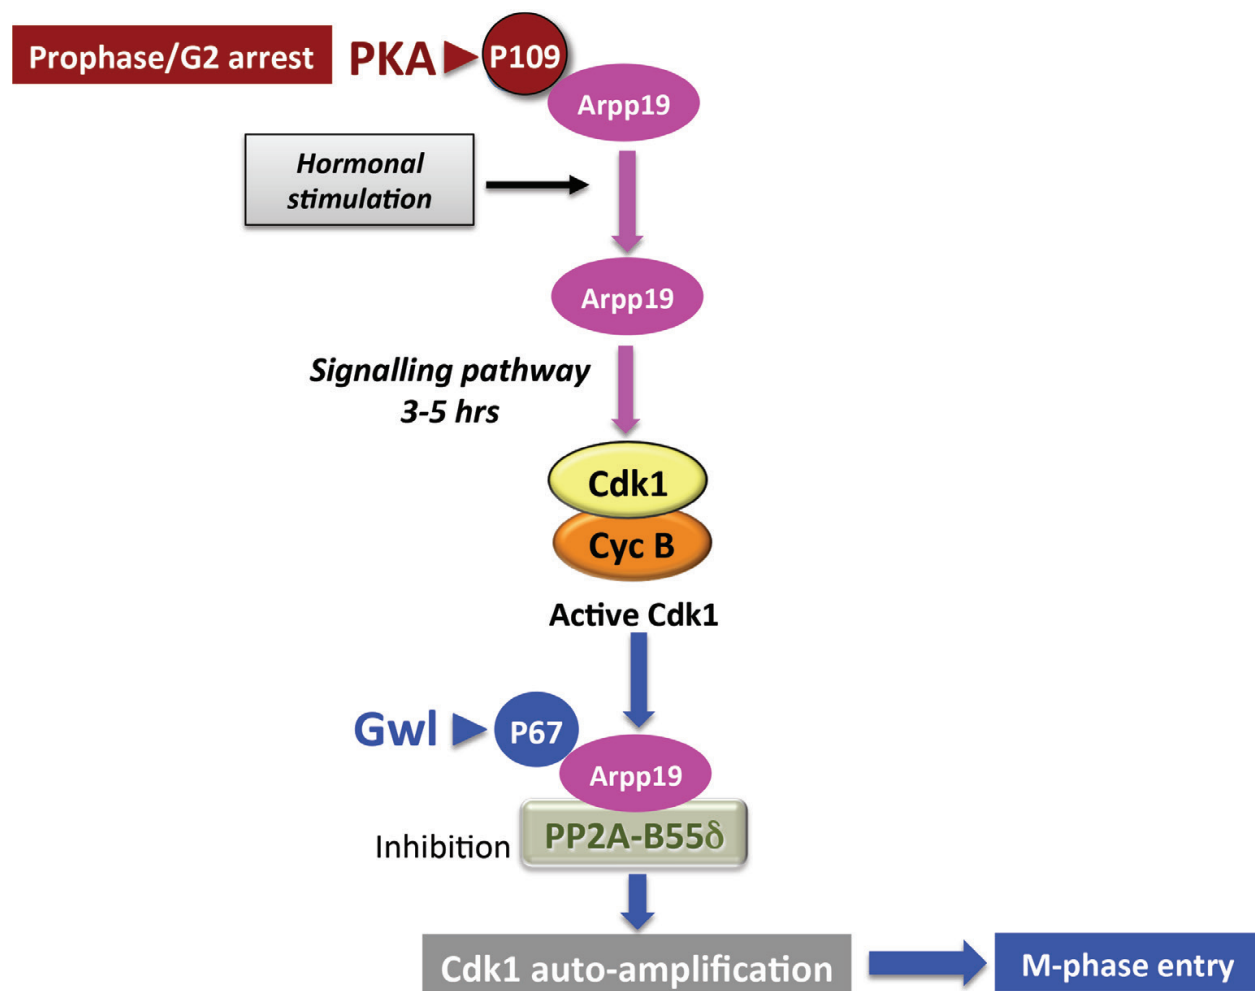 Prophase/G2 arrest
PKA
P109
Arpp19
Hormonal
stimulation
Arpp19
Signalling pathway
3-5 hrs
Cdk1
Cyc B
Active Cdk1
Gwl
P67
Arpp19
PP2A-B55δ
Inhibition
Cdk1 auto-amplification
M-phase entry